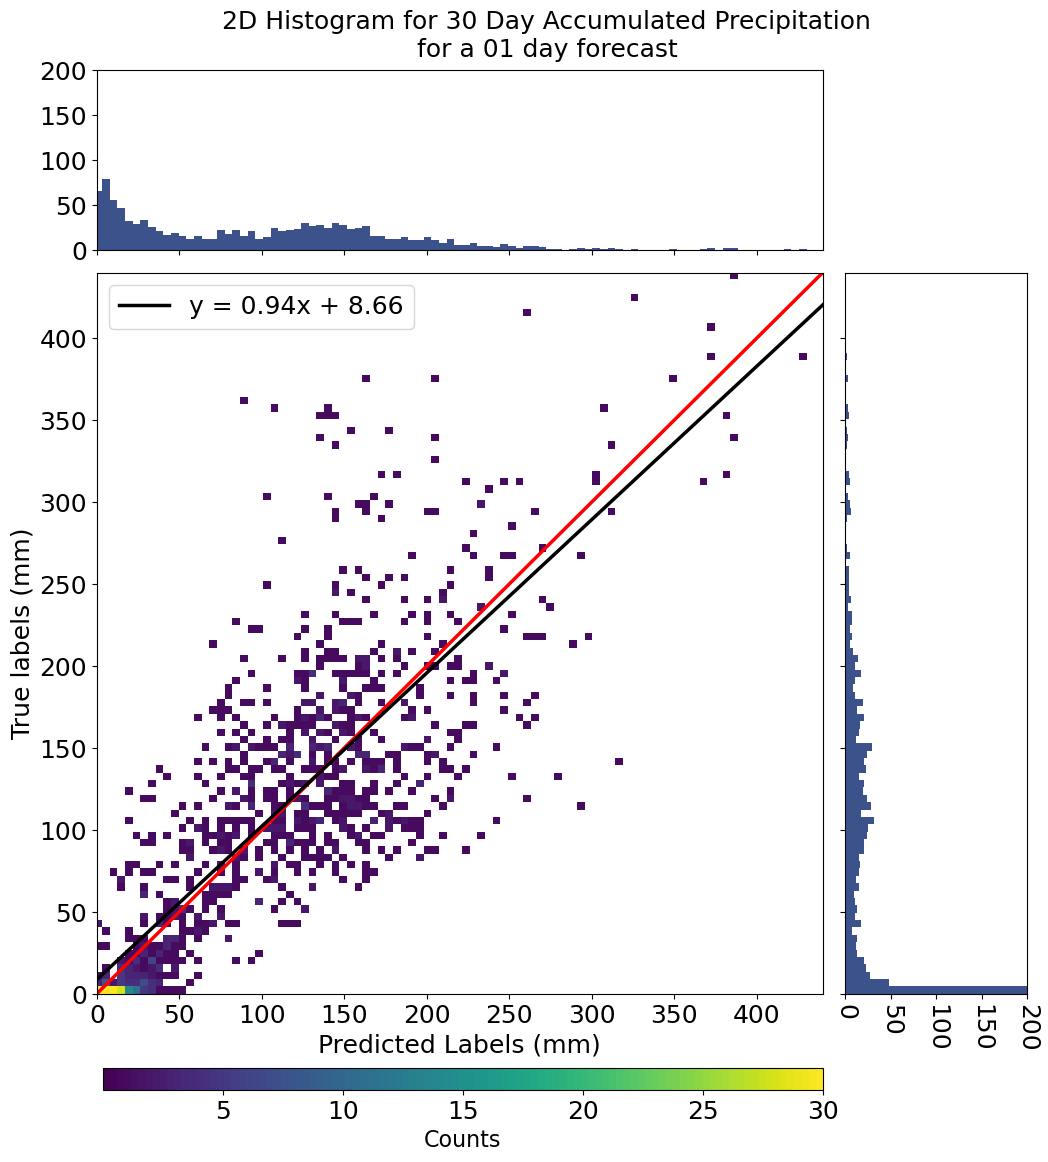 2D Histogram for 30 Day Accumulated Precipitation
for a 01 day forecast
200
150
100
50
0
y = 0.94x + 8.66
400
350
300
250
200
150
100
50
0
True labels (mm)
0 50 100 150 200 250 300 350 400
Predicted Labels (mm)
0 50 100 150 200
5 10 15 20 25 30
Counts